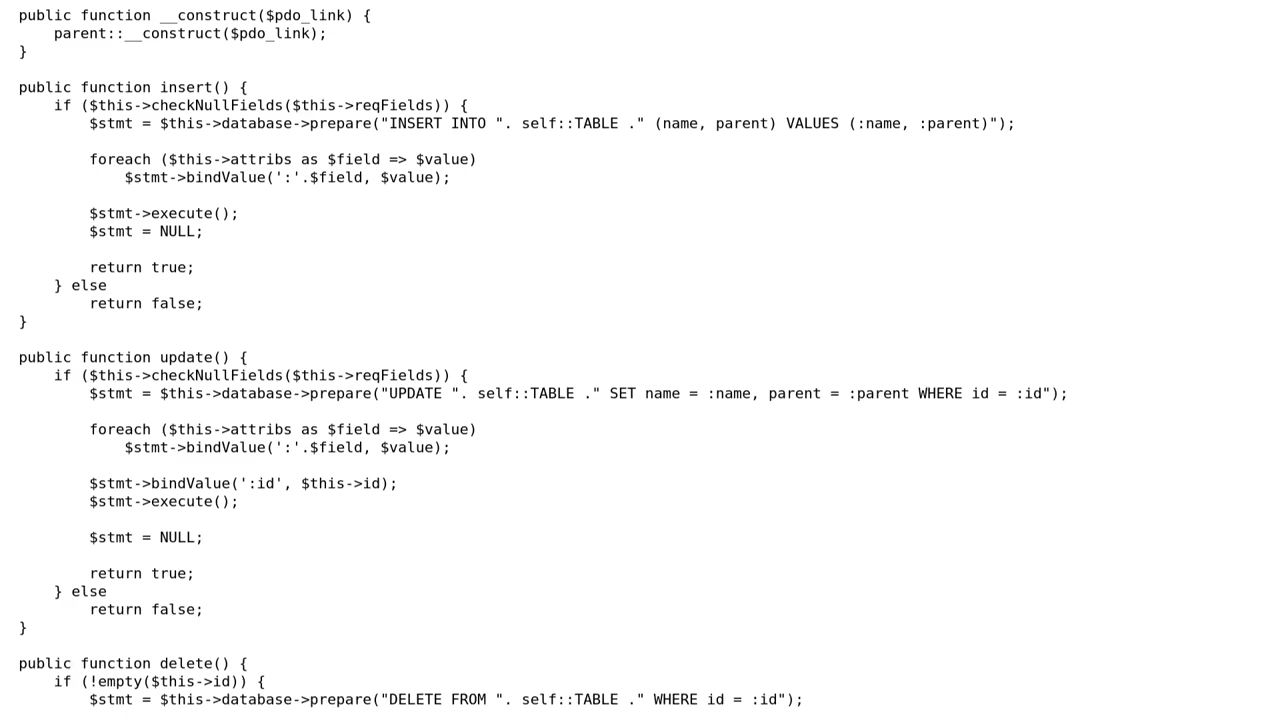 public function __construct($pdo_link) {
    parent::__construct($pdo_link);
}

public function insert() {
    if ($this->checkNullFields($this->reqFields)) {
        $stmt = $this->database->prepare("INSERT INTO ". self::TABLE ." (name, parent) VALUES (:name, :parent)");

        foreach ($this->attribs as $field => $value)
            $stmt->bindValue(':'.$field, $value);

        $stmt->execute();
        $stmt = NULL;

        return true;
    } else
        return false;
}

public function update() {
    if ($this->checkNullFields($this->reqFields)) {
        $stmt = $this->database->prepare("UPDATE ". self::TABLE ." SET name = :name, parent = :parent WHERE id = :id");

        foreach ($this->attribs as $field => $value)
            $stmt->bindValue(':'.$field, $value);

        $stmt->bindValue(':id', $this->id);
        $stmt->execute();

        $stmt = NULL;

        return true;
    } else
        return false;
}

public function delete() {
    if (!empty($this->id)) {
        $stmt = $this->database->prepare("DELETE FROM ". self::TABLE ." WHERE id = :id");